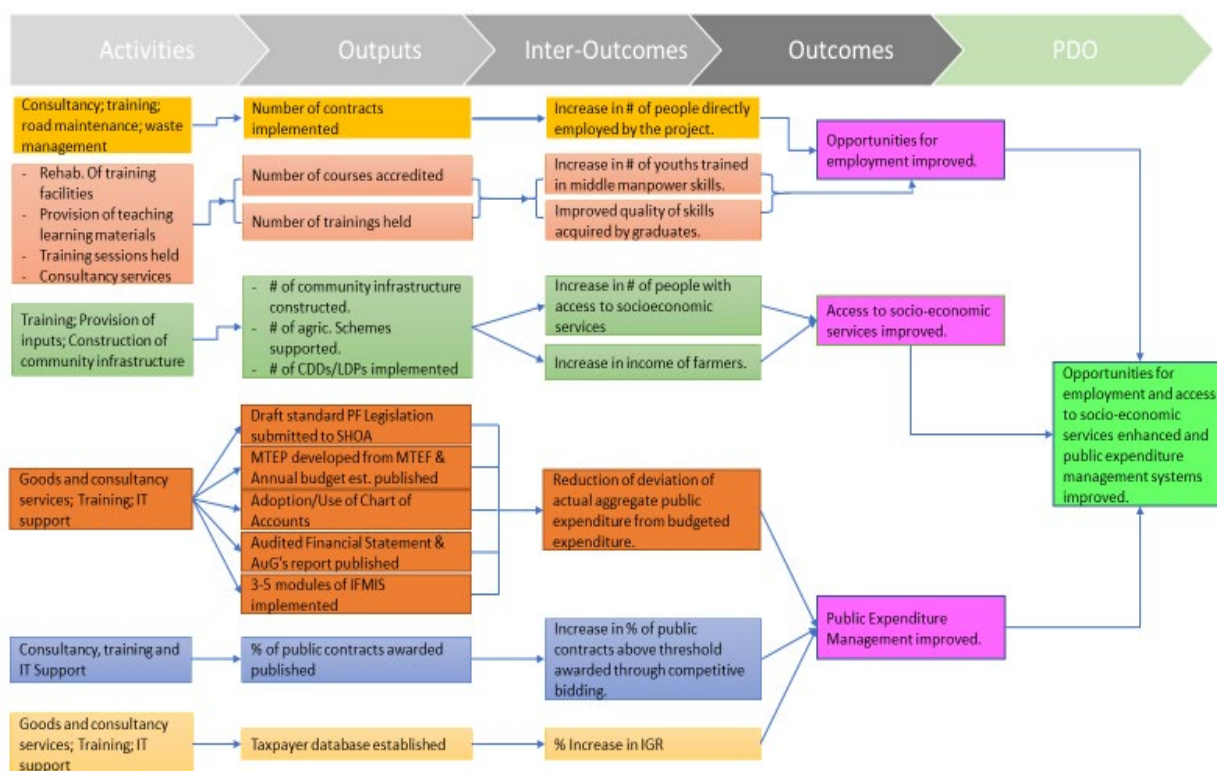 Activities
Outputs
Inter-Outcomes
Outcomes
PDO
Consultancy; training;
road maintenance; waste
management
Number of contracts
implemented
Increase in # of people directly
employed by the project.
Opportunities for
employment improved.
- Rehab. Of training
facilities
- Provision of teaching
learning materials
- Training sessions held
- Consultancy services
Number of courses accredited
Number of trainings held
Increase in # of youths trained
in middle manpower skills.
Improved quality of skills
acquired by graduates.
Training; Provision of
inputs; Construction of
community infrastructure
- # of community infrastructure
constructed.
- # of agric. Schemes
supported.
- # of CDDs/LDPs implemented
Increase in # of people with
access to socioeconomic
services
Increase in income of farmers.
Access to socio-economic
services improved.
Opportunities for
employment and access
to socio-economic
services enhanced and
public expenditure
management systems
improved.
Goods and consultancy
services; Training; IT
support
Draft standard PF Legislation
submitted to SHOA
MTEP developed from MTEF &
Annual budget est. published
Adoption/Use of Chart of
Accounts
Audited Financial Statement &
AuG's report published
3-5 modules of IFMIS
implemented
Reduction of deviation of
actual aggregate public
expenditure from budgeted
expenditure.
Public Expenditure
Management improved.
Consultancy, training and
IT Support
% of public contracts awarded
published
Increase in % of public
contracts above threshold
awarded through competitive
bidding.
Goods and consultancy
services; Training; IT
support
Taxpayer database established
% Increase in IGR